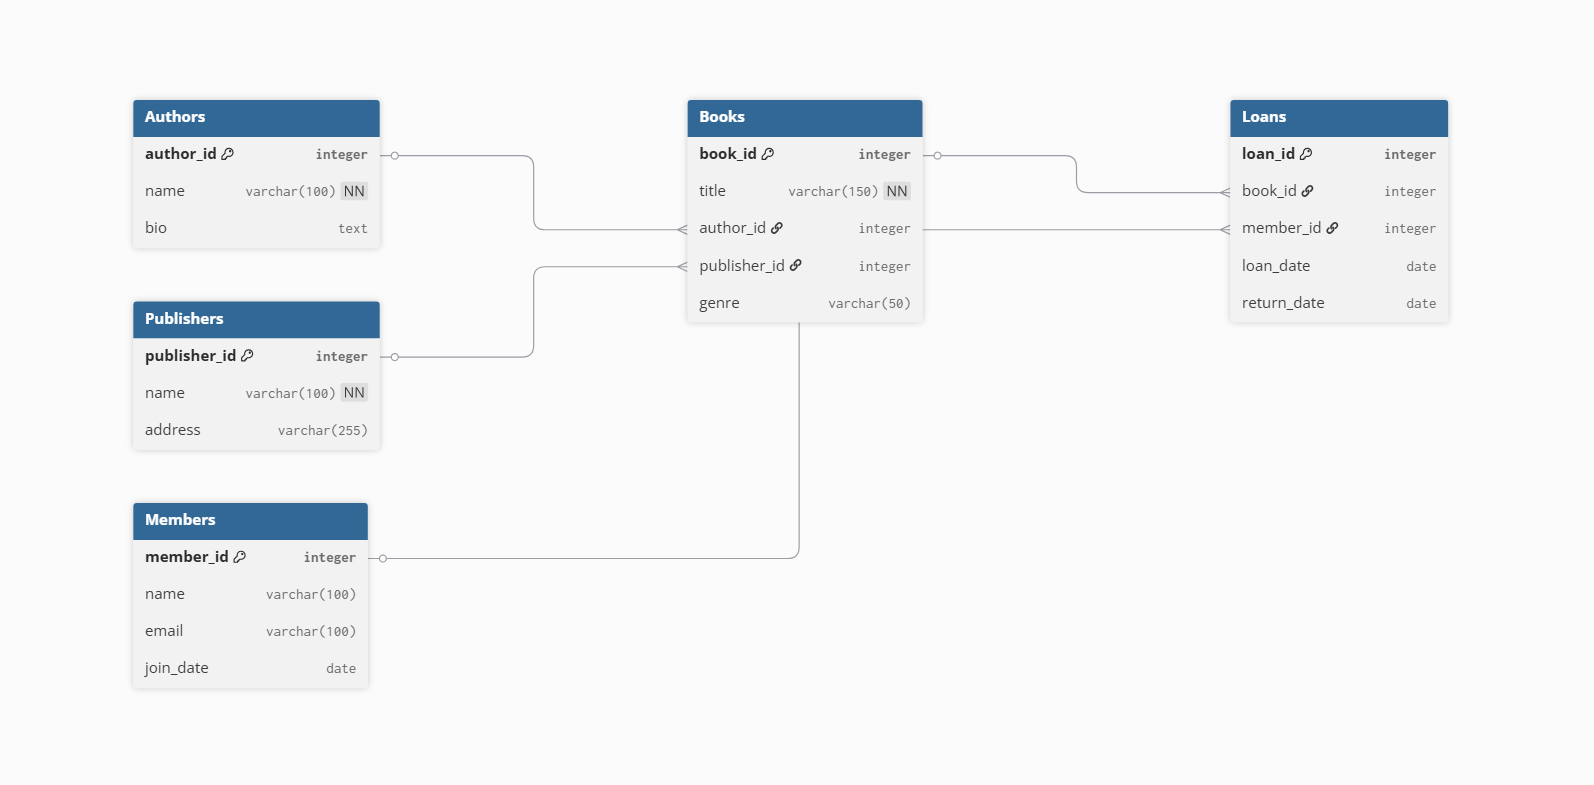 Authors
author_id integer
name varchar(100) NN
bio text
Publishers
publisher_id integer
name varchar(100) NN
address varchar(255)
Members
member_id integer
name varchar(100)
email varchar(100)
join_date date
Books
book_id integer
title varchar(150) NN
author_id integer
publisher_id integer
genre varchar(50)
Loans
loan_id integer
book_id integer
member_id integer
loan_date date
return_date date